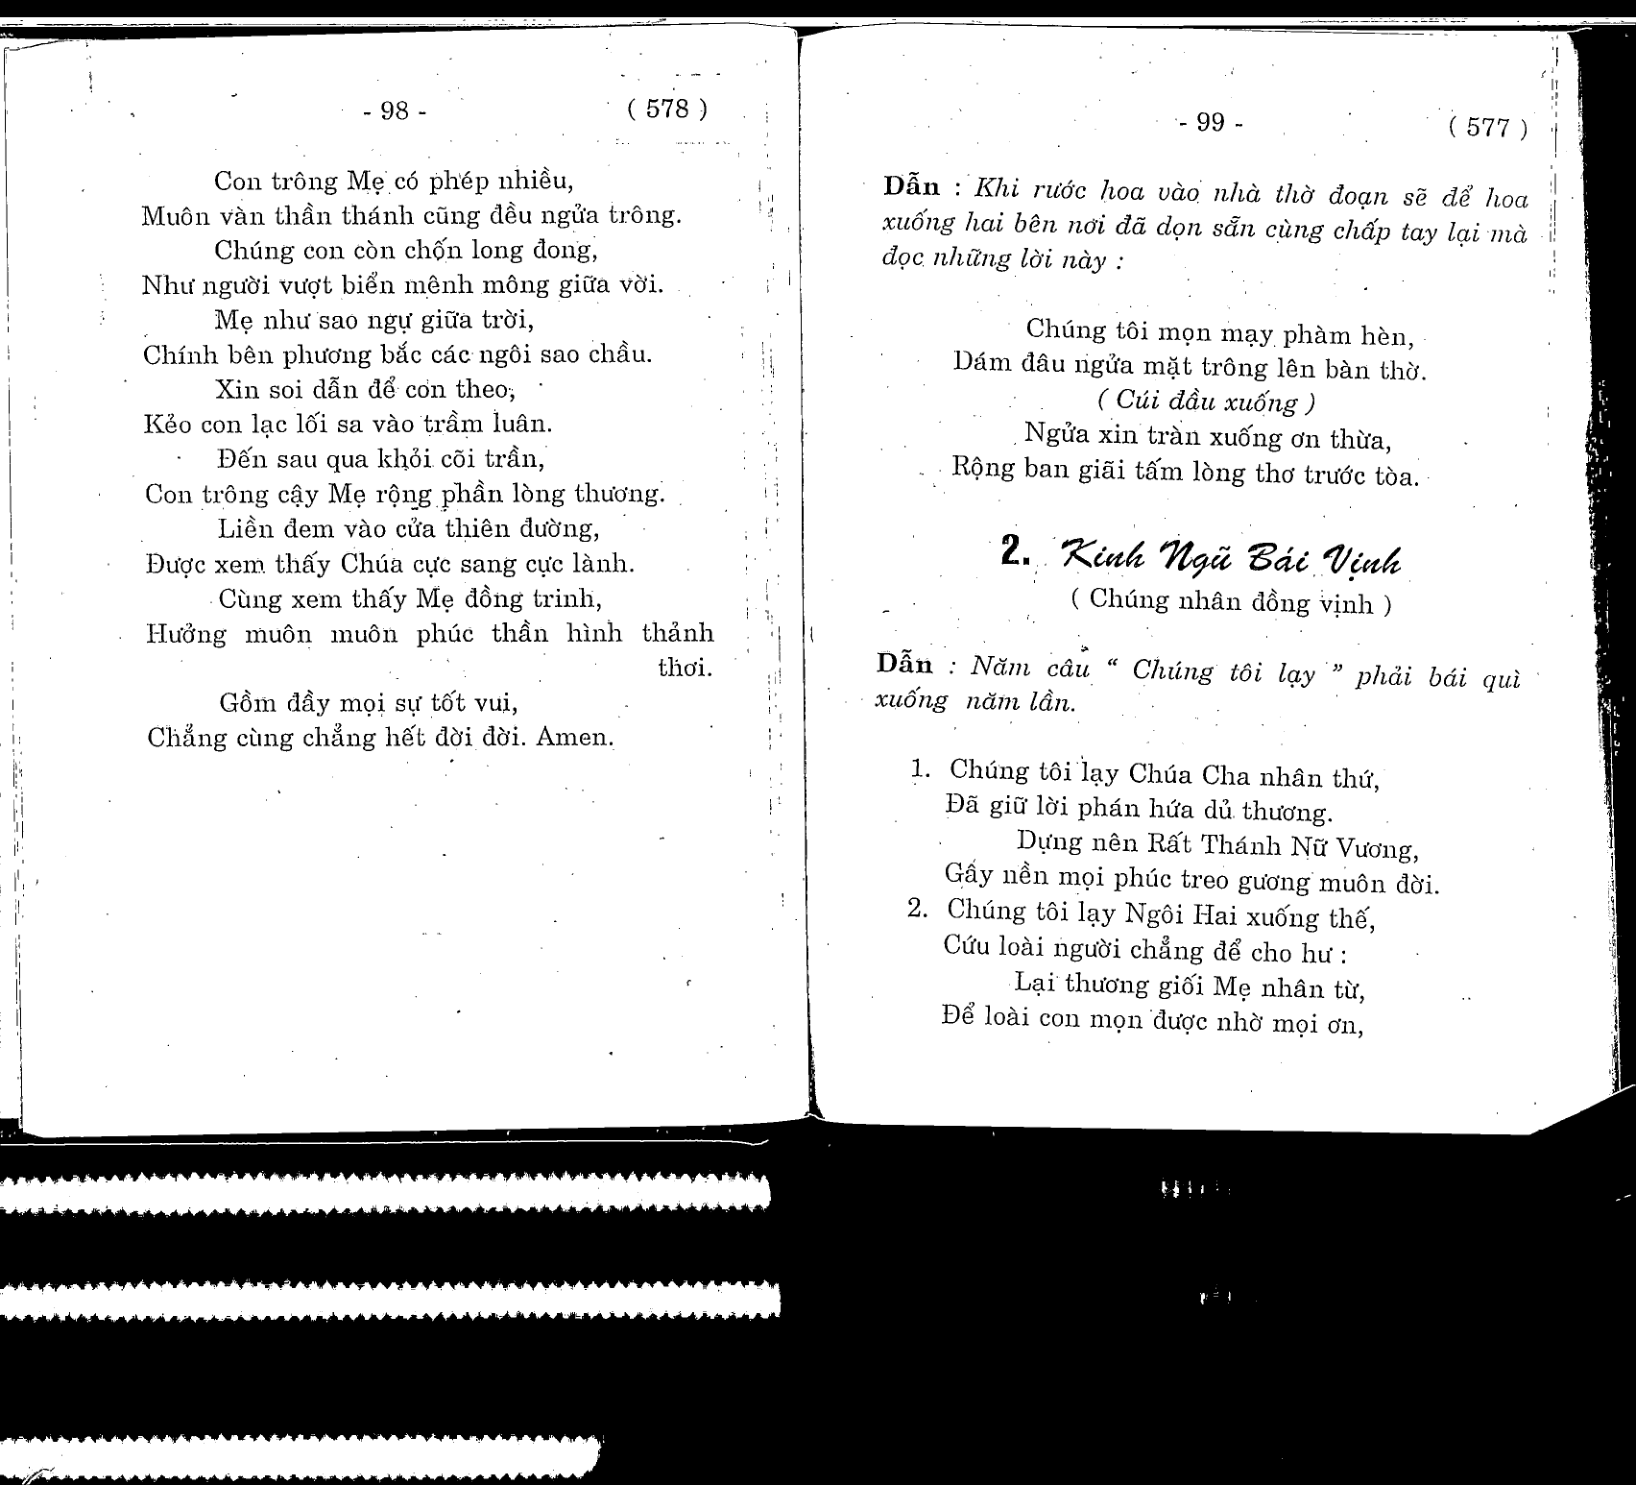 - 98 - ( 578 )
Con trông Mẹ có phép nhiều,
Muôn vàn thần thánh cũng đều ngửa trông.
Chúng con còn chốn long đong,
Như người vượt biển mênh mông giữa vời.
Mẹ như sao ngự giữa trời,
Chính bên phương bắc các ngôi sao chầu.
Xin soi dẫn để con theo,
Kẻo con lạc lối sa vào trầm luân.
Đến sau qua khỏi cõi trần,
Con trông cậy Mẹ rộng phần lòng thương.
Liền đem vào cửa thiên đường,
Được xem thấy Chúa cực sang cực lành.
Cùng xem thấy Mẹ đồng trinh,
Hưởng muôn muôn phúc thần hình thảnh
thơi.
Gồm đầy mọi sự tốt vui,
Chẳng cùng chẳng hết đời đời. Amen.
- 99 - ( 577 )
Dẫn : Khi rước hoa vào nhà thờ đoạn sẽ để hoa
xuống hai bên nơi đã dọn sẵn cùng chấp tay lại mà
đọc những lời này :
Chúng tôi mọn mạy phàm hèn,
Dám đâu ngửa mặt trông lên bàn thờ.
( Cúi đầu xuống )
Ngửa xin tràn xuống ơn thừa,
Rộng ban giãi tấm lòng thơ trước tòa.
2. Kinh Ngũ Bái Vịnh
( Chúng nhân đồng vịnh )
Dẫn : Năm câu “ Chúng tôi lạy ” phải bái quì
xuống năm lần.
1. Chúng tôi lạy Chúa Cha nhân thứ,
Đã giữ lời phán hứa dủ thương.
Dựng nên Rất Thánh Nữ Vương,
Gầy nền mọi phúc treo gương muôn đời.
2. Chúng tôi lạy Ngôi Hai xuống thế,
Cứu loài người chẳng để cho hư :
Lại thương giối Mẹ nhân từ,
Để loài con mọn được nhờ mọi ơn,